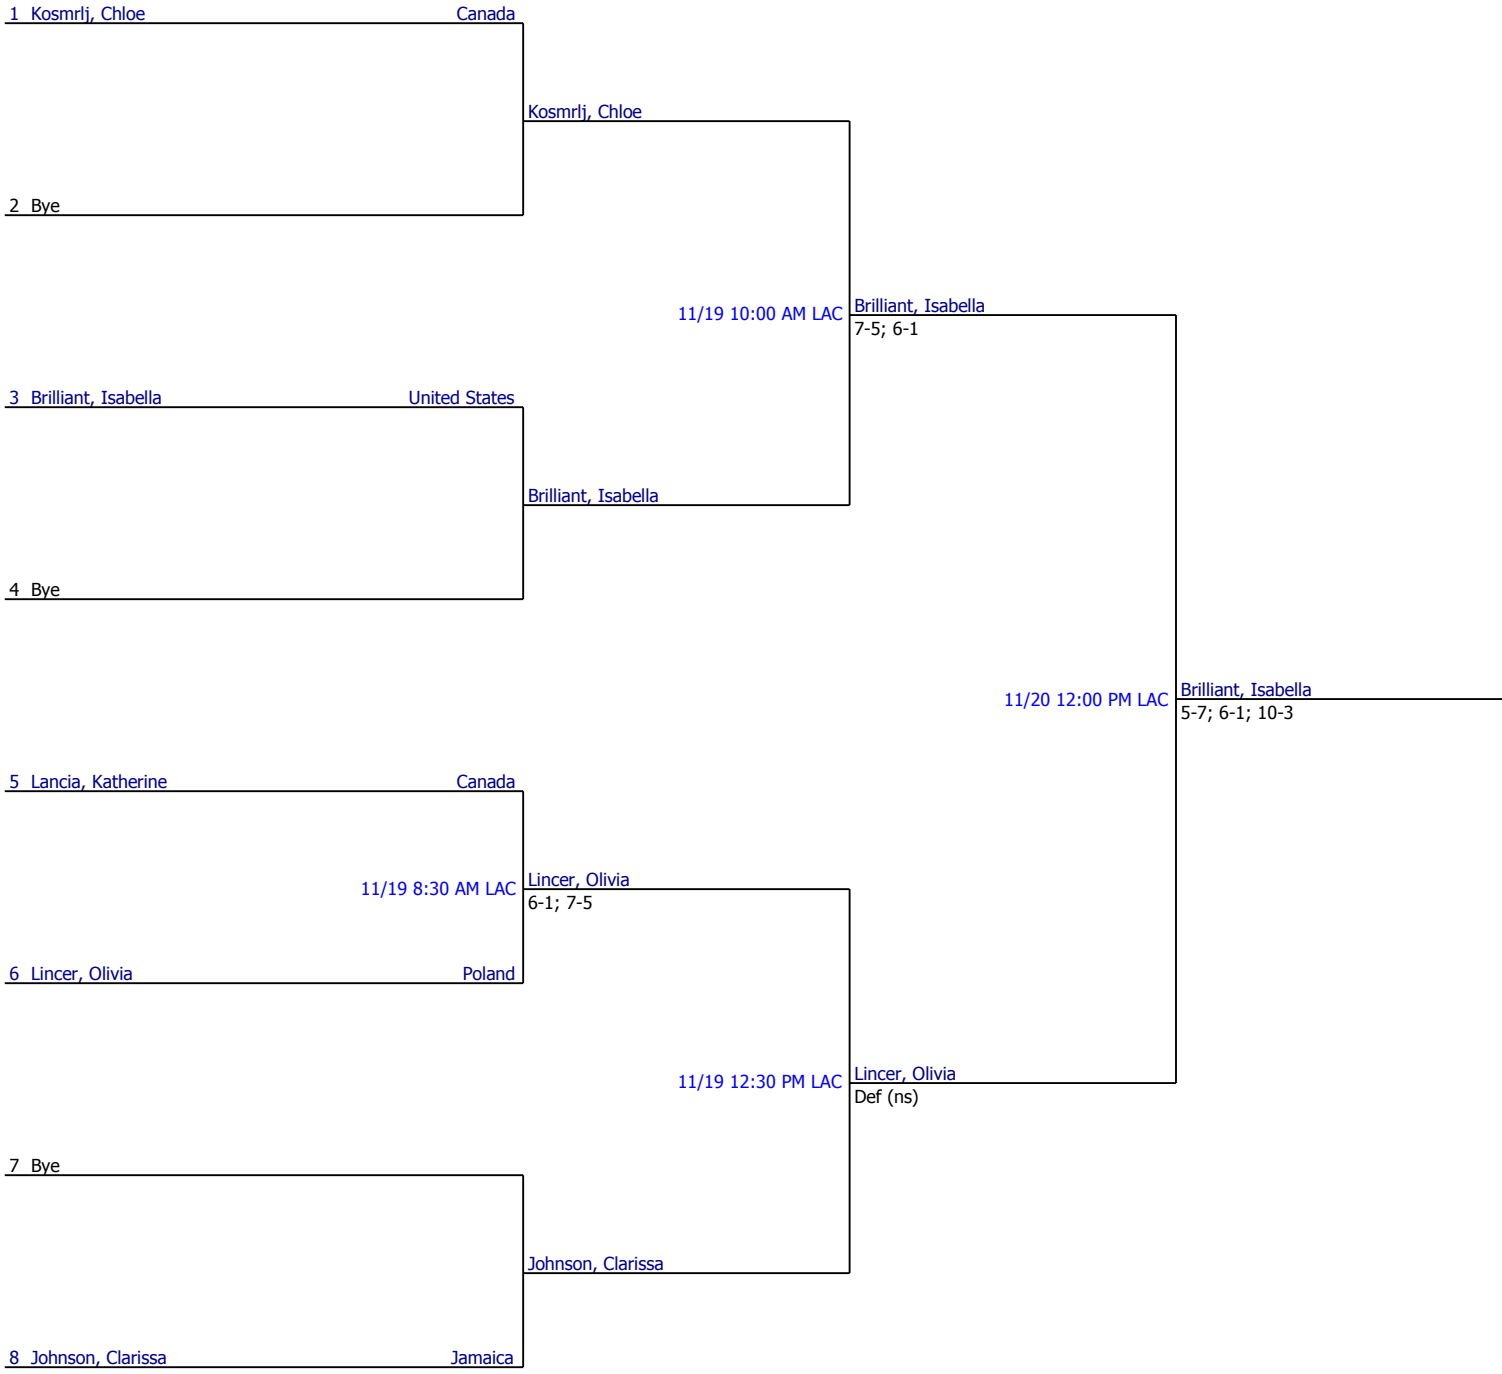 1 Kosmrlj, Chloe Canada
Kosmrlj, Chloe
2 Bye
11/19 10:00 AM LAC Brilliant, Isabella
7-5; 6-1
3 Brilliant, Isabella United States
Brilliant, Isabella
4 Bye
11/20 12:00 PM LAC Brilliant, Isabella
5-7; 6-1; 10-3
5 Lancia, Katherine Canada
11/19 8:30 AM LAC Lincer, Olivia
6-1; 7-5
6 Lincer, Olivia Poland
11/19 12:30 PM LAC Lincer, Olivia
Def (ns)
7 Bye
Johnson, Clarissa
8 Johnson, Clarissa Jamaica